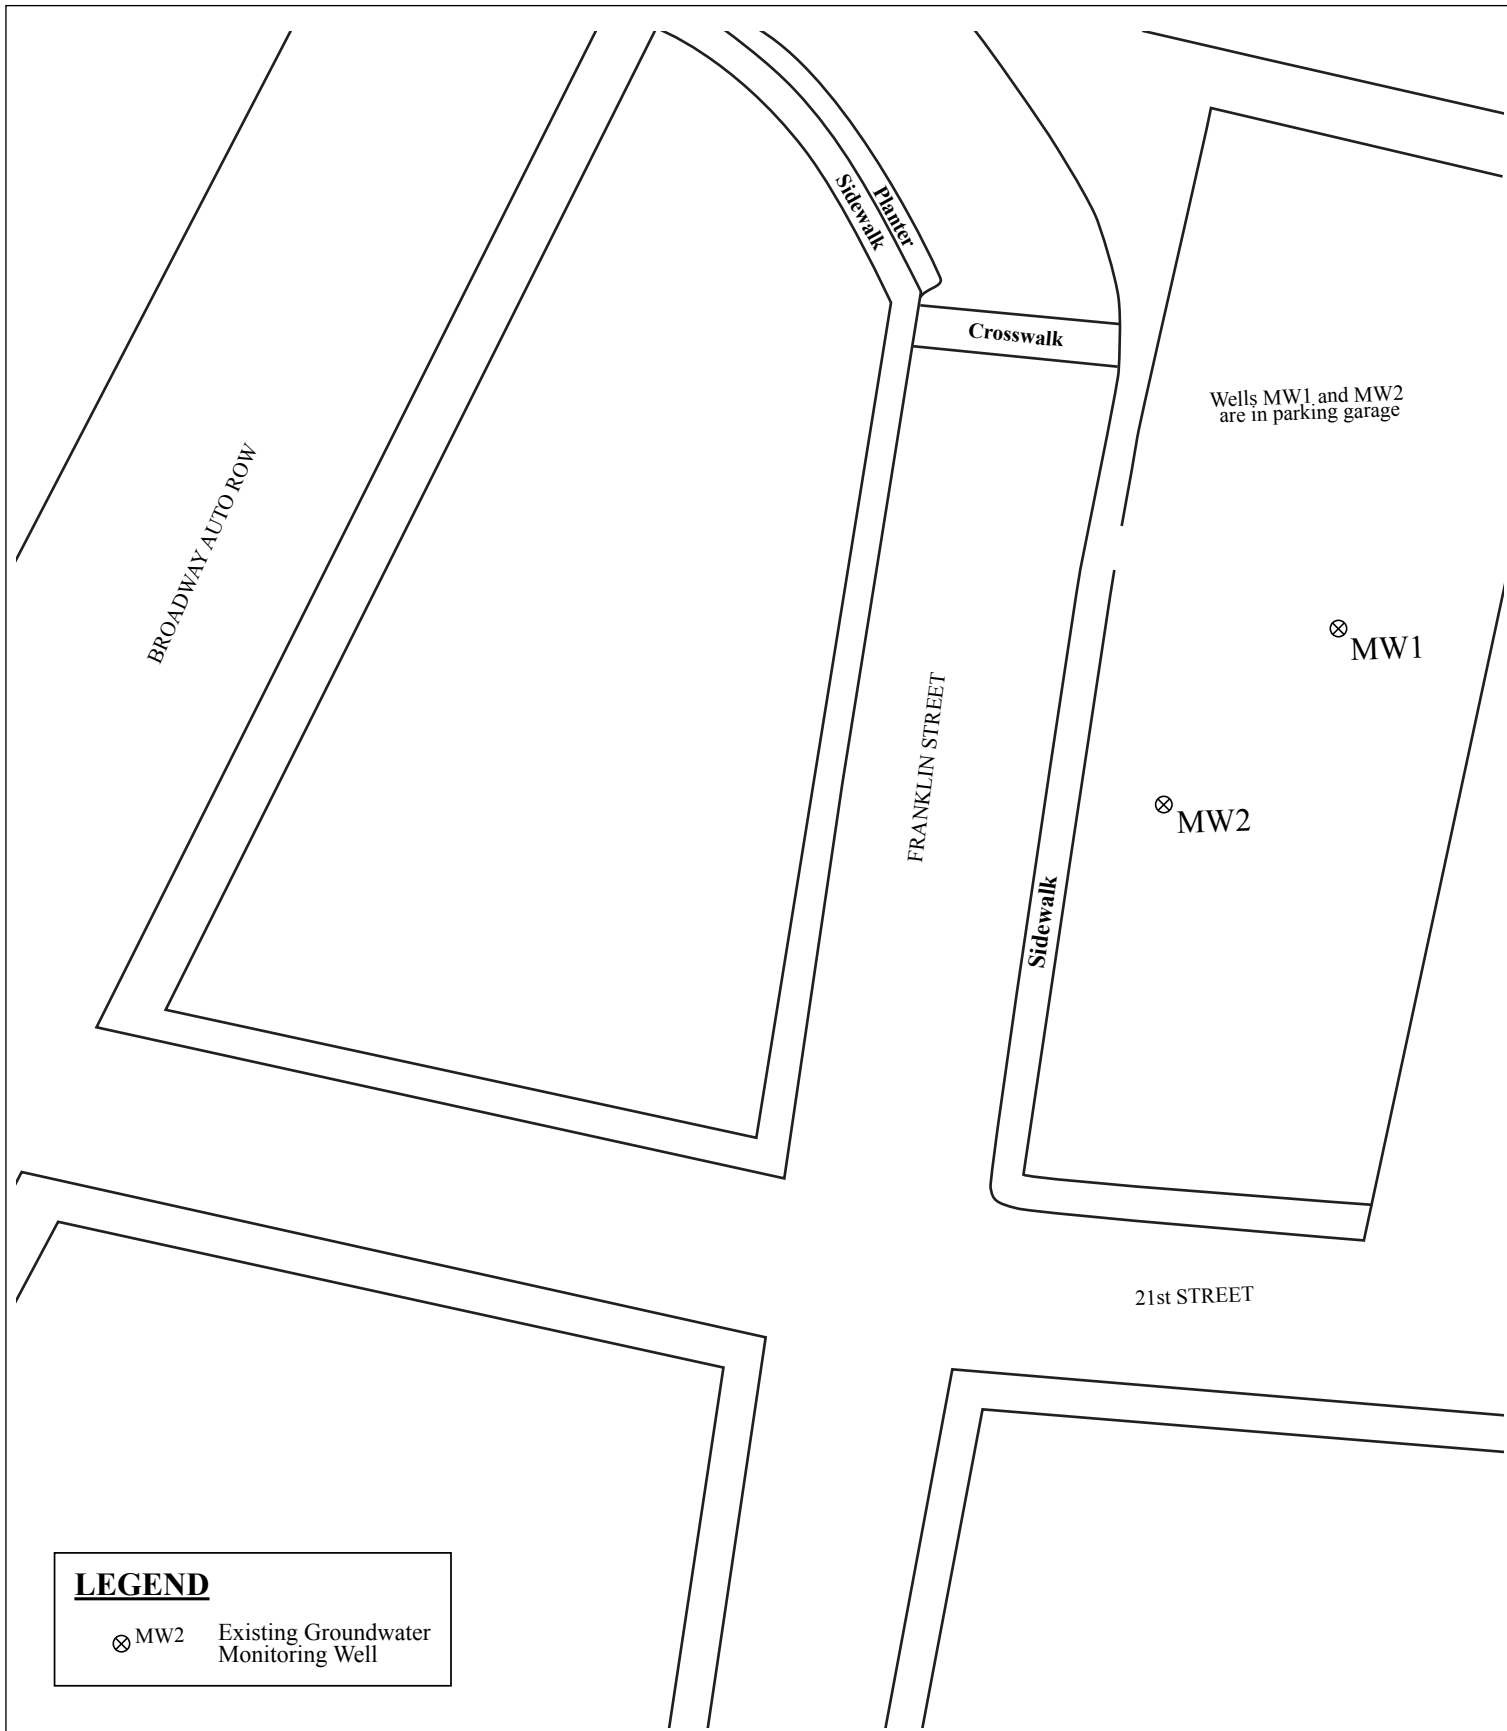 Sidewalk
Planter
Crosswalk
Wells MW1 and MW2
are in parking garage
BROADWAY AUTO ROW
MW1
FRANKLIN STREET
MW2
Sidewalk
21st STREET
LEGEND
MW2
Existing Groundwater
Monitoring Well